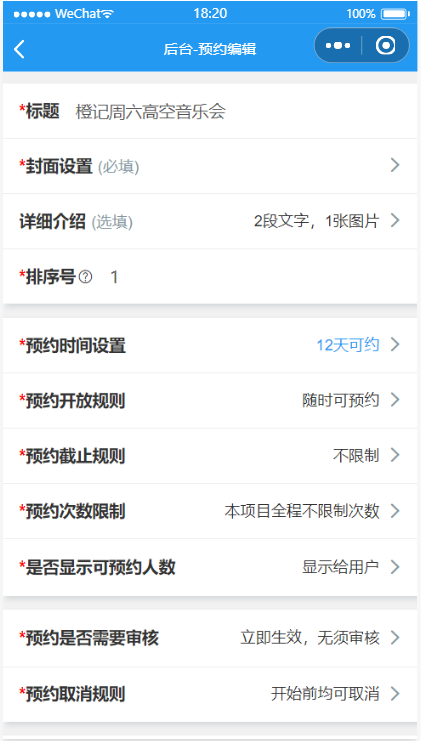 WeChat 18:20 100%
后台-预约编辑
*标题 橙记周六高空音乐会
*封面设置 (必填)
详细介绍 (选填) 2段文字，1张图片
*排序号? 1
*预约时间设置 12天可约
*预约开放规则 随时可预约
*预约截止规则 不限制
*预约次数限制 本项目全程不限制次数
*是否显示可预约人数 显示给用户
*预约是否需要审核 立即生效，无须审核
*预约取消规则 开始前均可取消